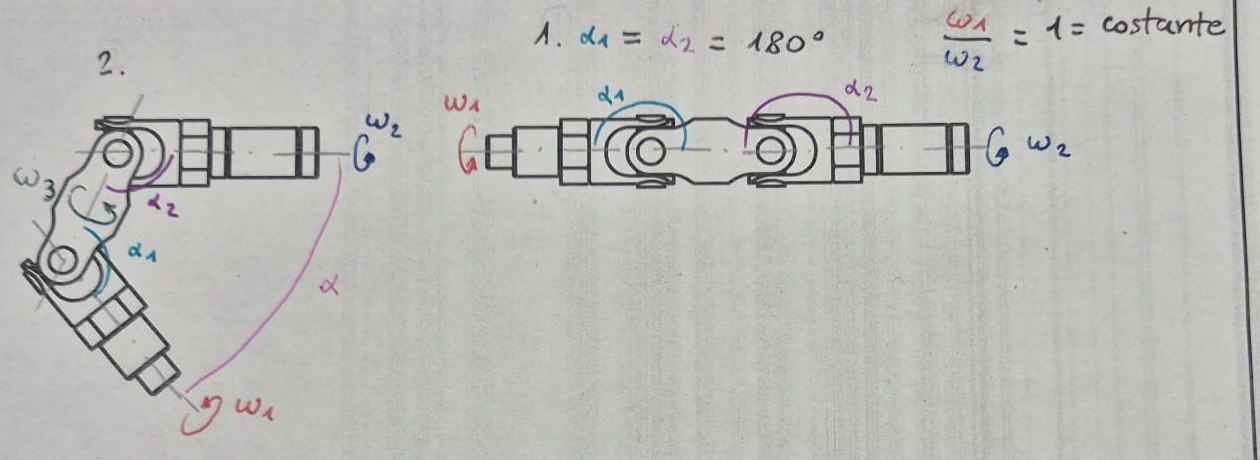 1. α1 = α2 = 180°
ω1/ω2 = 1 = costante
2.
ω1
α1
α2
ω2
ω2
ω3
α2
α1
α
ω1